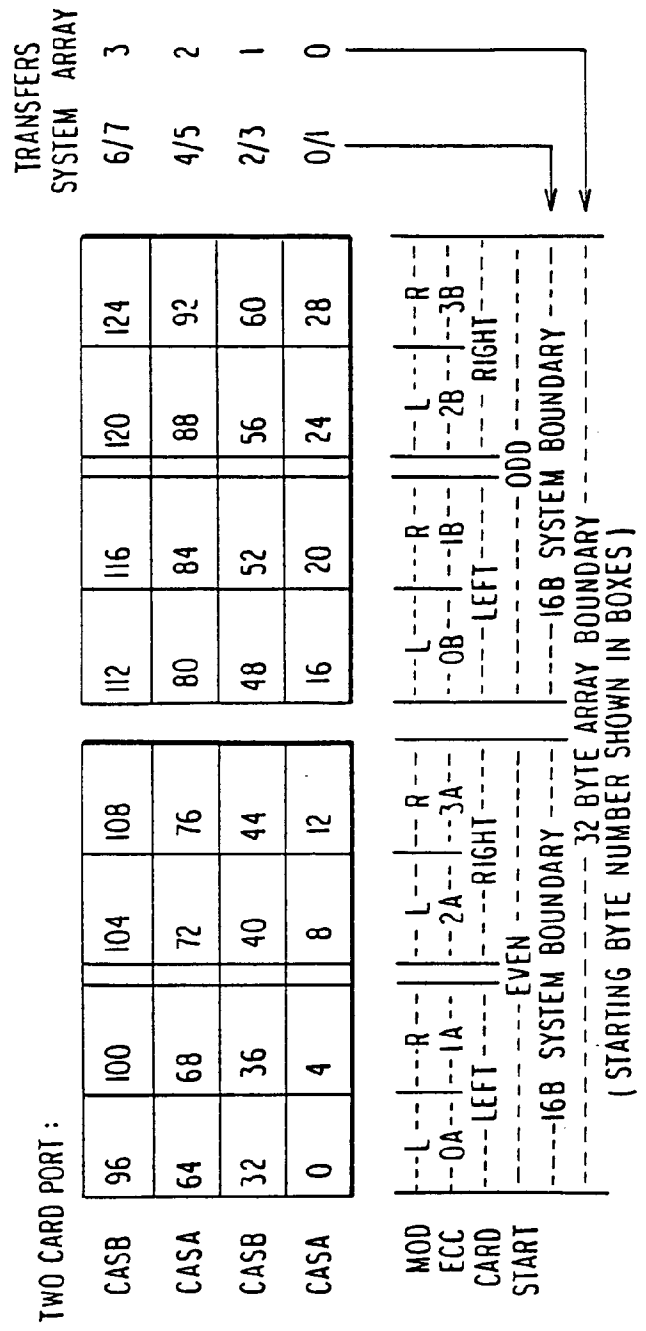 TRANSFERS
SYSTEM ARRAY
TWO CARD PORT :
CASB 96 100 104 108 112 116 120 124 6/7 3
CASA 64 68 72 76 80 84 88 92 4/5 2
CASB 32 36 40 44 48 52 56 60 2/3 1
CASA 0 4 8 12 16 20 24 28 0/1 0
MOD L R L R L R L R
ECC 0A 1A 2A 3A 0B 1B 2B 3B
CARD LEFT RIGHT LEFT RIGHT
START EVEN ODD
16B SYSTEM BOUNDARY 16B SYSTEM BOUNDARY
32 BYTE ARRAY BOUNDARY
( STARTING BYTE NUMBER SHOWN IN BOXES )